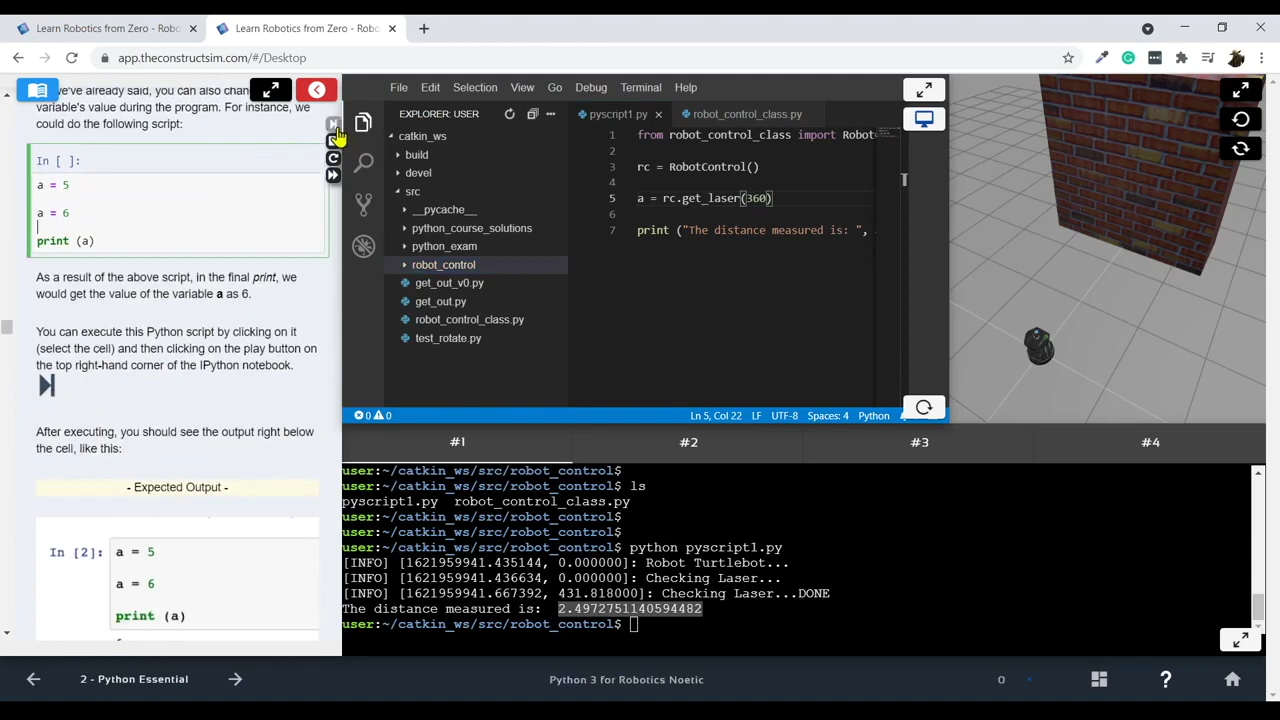 Learn Robotics from Zero - Robo
Learn Robotics from Zero - Robo
app.theconstructsim.com/#/Desktop
we've already said, you can also chan
variable's value during the program. For instance, we
could do the following script:
In [ ]:
a = 5
a = 6
print (a)
As a result of the above script, in the final print, we
would get the value of the variable a as 6.
You can execute this Python script by clicking on it
(select the cell) and then clicking on the play button on
the top right-hand corner of the IPython notebook.
After executing, you should see the output right below
the cell, like this:
- Expected Output -
In [2]:
a = 5
a = 6
print (a)
File Edit Selection View Go Debug Terminal Help
EXPLORER: USER
catkin_ws
build
devel
src
__pycache__
python_course_solutions
python_exam
robot_control
get_out_v0.py
get_out.py
robot_control_class.py
test_rotate.py
pyscript1.py
robot_control_class.py
1 from robot_control_class import Robot
2
3 rc = RobotControl()
4
5 a = rc.get_laser(360)
6
7 print ("The distance measured is: ",
0 0
Ln 5, Col 22 LF UTF-8 Spaces: 4 Python
#1 #2 #3 #4
user:~/catkin_ws/src/robot_control$
user:~/catkin_ws/src/robot_control$ ls
pyscript1.py robot_control_class.py
user:~/catkin_ws/src/robot_control$
user:~/catkin_ws/src/robot_control$
user:~/catkin_ws/src/robot_control$ python pyscript1.py
[INFO] [1621959941.435144, 0.000000]: Robot Turtlebot...
[INFO] [1621959941.436634, 0.000000]: Checking Laser...
[INFO] [1621959941.667392, 431.818000]: Checking Laser...DONE
The distance measured is: 2.4972751140594482
user:~/catkin_ws/src/robot_control$
2 - Python Essential
Python 3 for Robotics Noetic
0
?